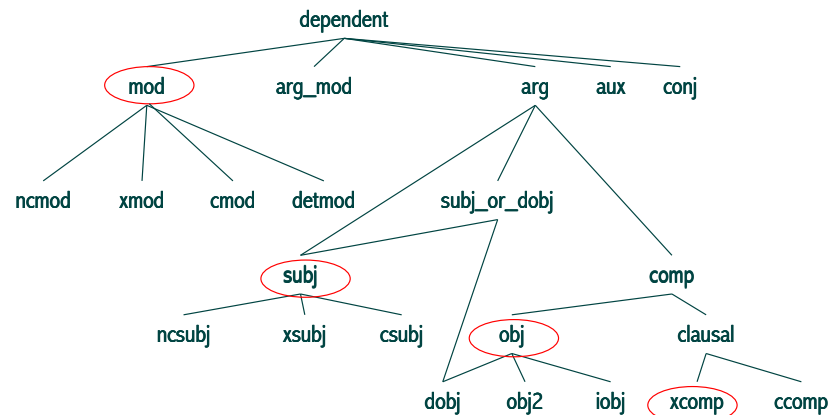 dependent
mod arg_mod arg aux conj
ncmod xmod cmod detmod subj_or_dobj
subj comp
ncsubj xsubj csubj obj clausal
dobj obj2 iobj xcomp ccomp